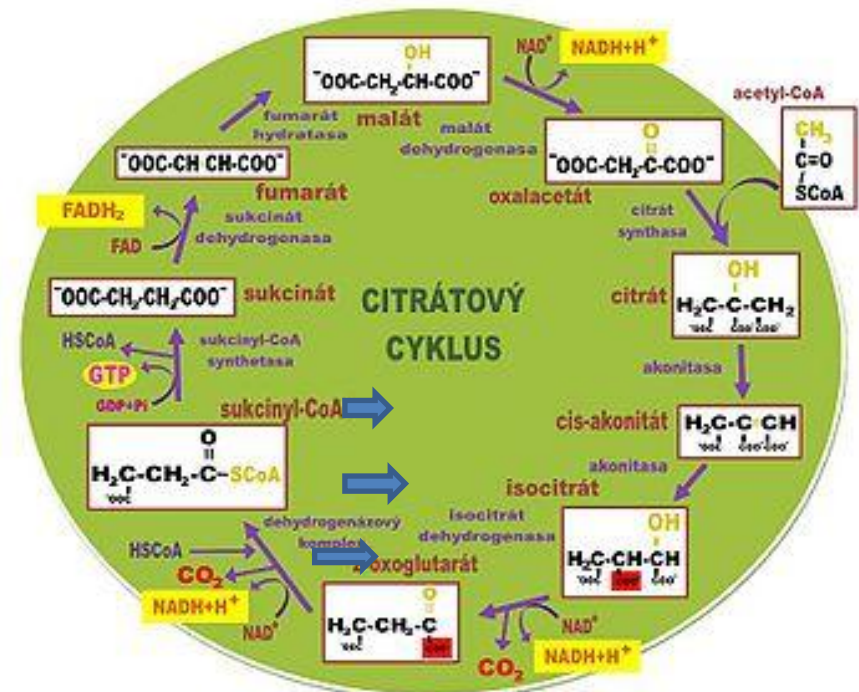 OH
⁻OOC-CH₂-CH-COO⁻
malát
NAD⁺
NADH+H⁺
acetyl-CoA
CH₃
C=O
SCoA
fumarát
hydratasa
malát
dehydrogenasa
O
⁻OOC-CH₂-C-COO⁻
oxalacetát
⁻OOC-CH CH-COO⁻
fumarát
FADH₂
FAD
sukcinát
dehydrogenasa
citrát
synthasa
OH
H₂C-C-CH₂
citrát
⁻OOC-CH₂-CH₂-COO⁻
sukcinát
CITRÁTOVÝ
CYKLUS
HSCoA
GTP
GDP+Pi
sukcinyl-CoA
synthetasa
akonitasa
sukcinyl-CoA
cis-akonitát
H₂C-C CH
O
H₂C-CH₂-C-SCoA
akonitasa
isocitrát
isocitrát
dehydrogenasa
OH
H₂C-CH-CH
dehydrogenázový
HSCoA
CO₂
NADH+H⁺
NAD⁺
oxoglutarát
O
H₂C-CH₂-C
CO₂
NAD⁺
NADH+H⁺